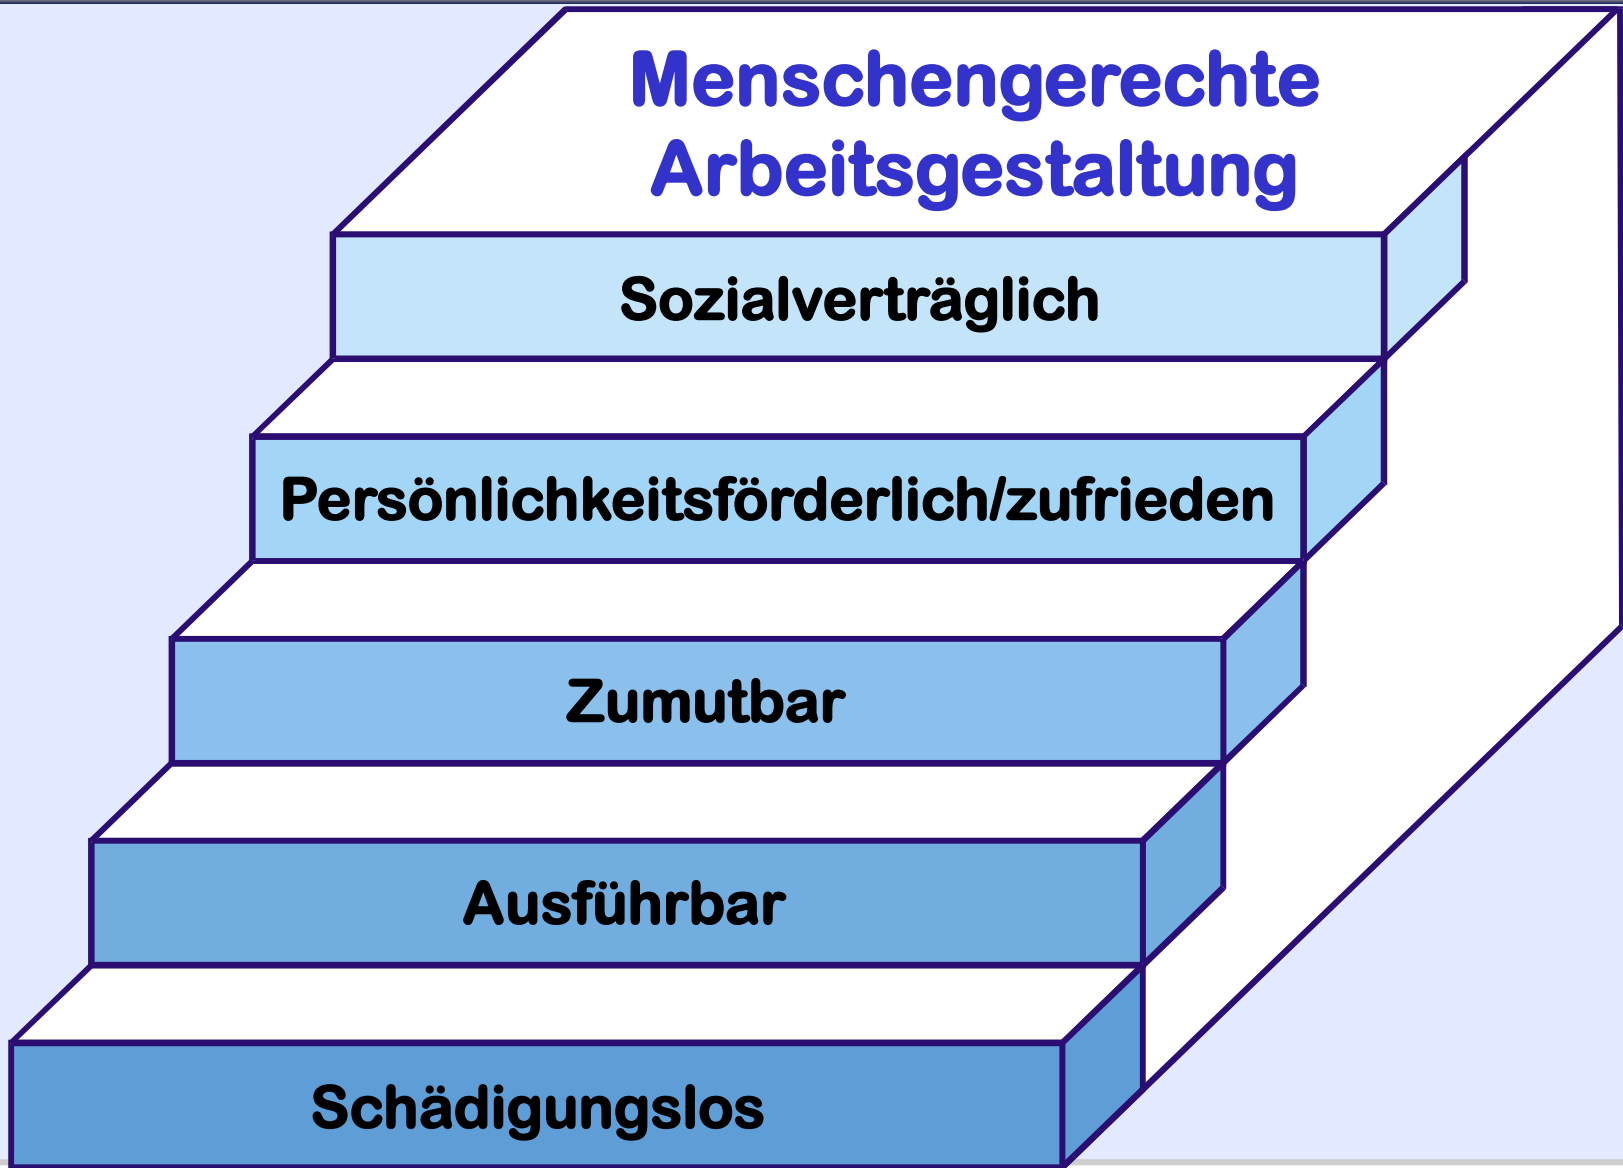 Menschengerechte
Arbeitsgestaltung
Sozialverträglich
Persönlichkeitsförderlich/zufrieden
Zumutbar
Ausführbar
Schädigungslos